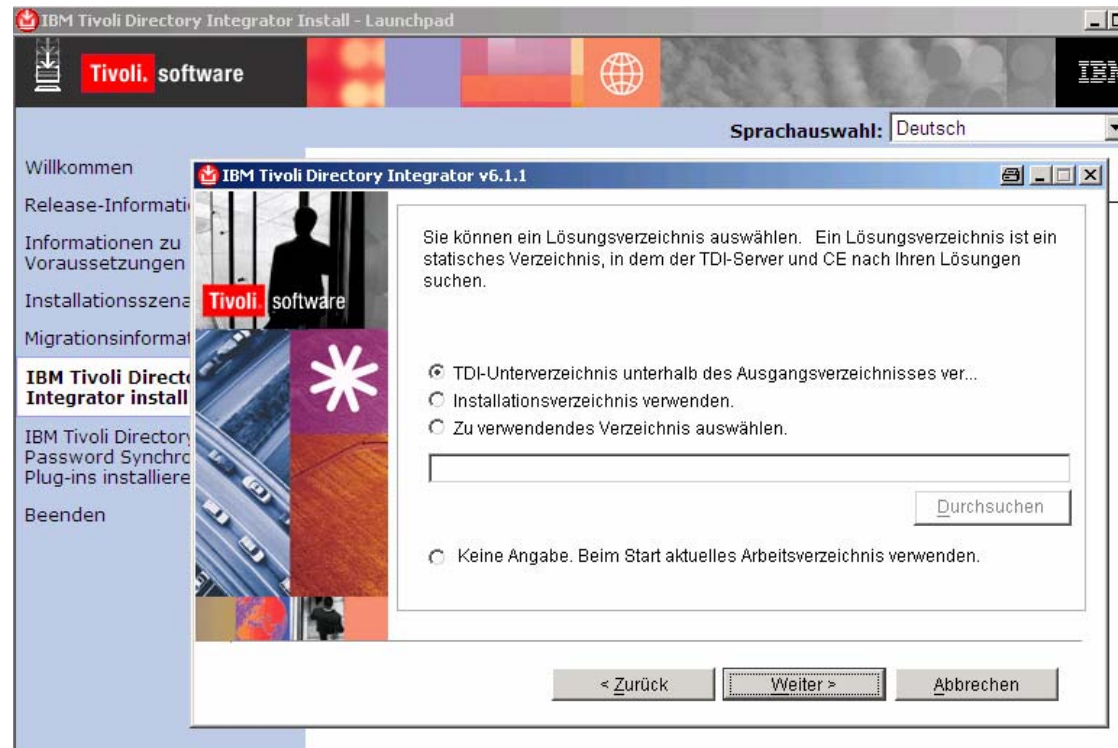 IBM Tivoli Directory Integrator Install - Launchpad
Tivoli. software
IBM
Sprachauswahl: Deutsch
Willkommen
Release-Informati
Informationen zu
Voraussetzungen
Installationsszena
Migrationsinformat
IBM Tivoli Directo
Integrator install
IBM Tivoli Directory
Password Synchro
Plug-ins installiere
Beenden
IBM Tivoli Directory Integrator v6.1.1
Tivoli. software
Sie können ein Lösungsverzeichnis auswählen. Ein Lösungsverzeichnis ist ein
statisches Verzeichnis, in dem der TDI-Server und CE nach Ihren Lösungen
suchen.
TDI-Unterverzeichnis unterhalb des Ausgangsverzeichnisses ver...
Installationsverzeichnis verwenden.
Zu verwendendes Verzeichnis auswählen.
Durchsuchen
Keine Angabe. Beim Start aktuelles Arbeitsverzeichnis verwenden.
< Zurück
Weiter >
Abbrechen